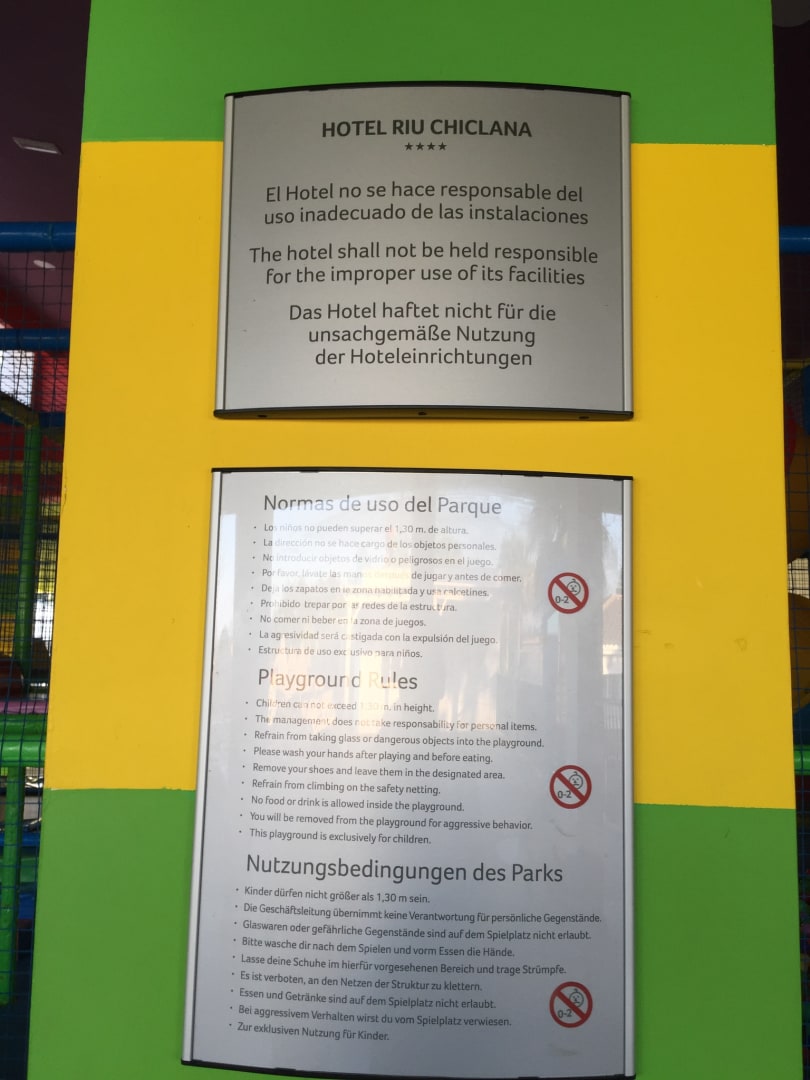 HOTEL RIU CHICLANA
★★★★
El Hotel no se hace responsable del
uso inadecuado de las instalaciones
The hotel shall not be held responsible
for the improper use of its facilities
Das Hotel haftet nicht für die
unsachgemäße Nutzung
der Hoteleinrichtungen
Normas de uso del Parque
• Los niños no pueden superar el 1,30 m. de altura.
• La dirección no se hace cargo de los objetos personales.
• No introducir objetos de vidrio o peligrosos en el juego.
• Por favor, lávate las manos después de jugar y antes de comer.
• Deja los zapatos en la zona habilitada y usa calcetines.
• Prohibido trepar por las redes de la estructura.
• No comer ni beber en la zona de juegos.
• La agresividad será castigada con la expulsión del juego.
• Estructura de uso exclusivo para niños.
0-2
Playground Rules
• Children can not exceed 1.30 m. in height.
• The management does not take responsability for personal items.
• Refrain from taking glass or dangerous objects into the playground.
• Please wash your hands after playing and before eating.
• Remove your shoes and leave them in the designated area.
• Refrain from climbing on the safety netting.
• No food or drink is allowed inside the playground.
• You will be removed from the playground for aggressive behavior.
• This playground is exclusively for children.
0-2
Nutzungsbedingungen des Parks
• Kinder dürfen nicht größer als 1,30 m sein.
• Die Geschäftsleitung übernimmt keine Verantwortung für persönliche Gegenstände.
• Glaswaren oder gefährliche Gegenstände sind auf dem Spielplatz nicht erlaubt.
• Bitte wasche dir nach dem Spielen und vorm Essen die Hände.
• Lasse deine Schuhe im hierfür vorgesehenen Bereich und trage Strümpfe.
• Es ist verboten, an den Netzen der Struktur zu klettern.
• Essen und Getränke sind auf dem Spielplatz nicht erlaubt.
• Bei aggressivem Verhalten wirst du vom Spielplatz verwiesen.
• Zur exklusiven Nutzung für Kinder.
0-2